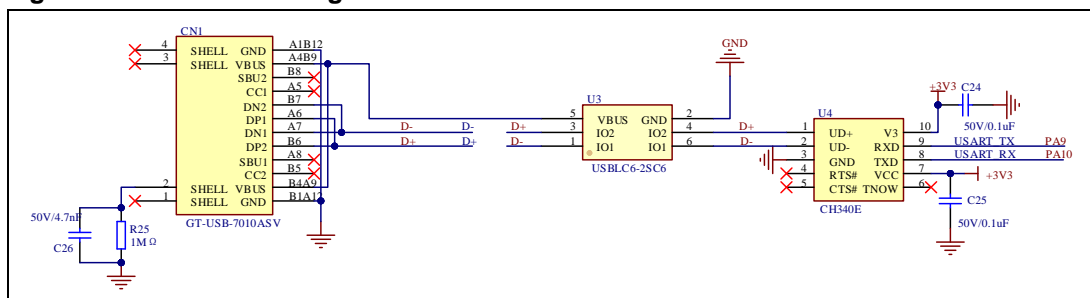 CN1
4 SHELL GND A1B12
3 SHELL VBUS A4B9
SBU2 B8
CC1 A5
DN2 B7
DP1 A6
DN1 A7
DP2 B6
SBU1 A8
CC2 B5
2 SHELL VBUS B4A9
1 SHELL GND B1A12
GT-USB-7010ASV
50V/4.7nF
C26
R25
1MΩ
D- D- D+
D+ D+ D-
U3
5 VBUS GND 2
3 IO2 IO2 4
1 IO1 IO1 6
USBLC6-2SC6
GND
D+
D-
U4
1 UD+ V3 10
2 UD- RXD 9
3 GND TXD 8
4 RTS# VCC 7
5 CTS# TNOW 6
CH340E
+3V3
C24
50V/0.1uF
USART_TX PA9
USART_RX PA10
+3V3
C25
50V/0.1uF